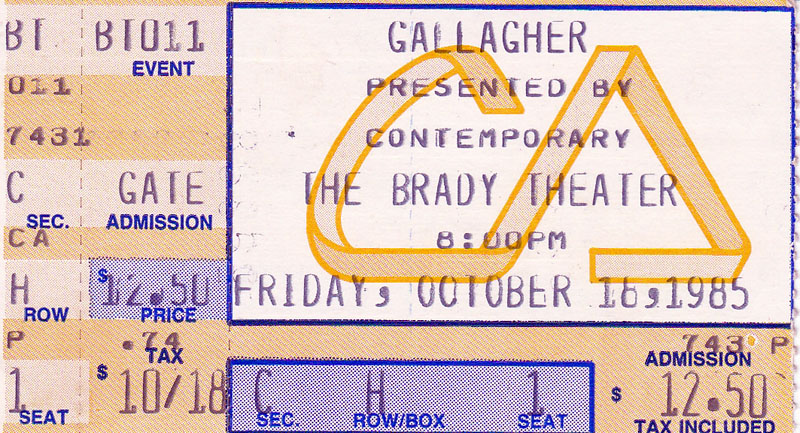 BT BT011 GALLAGHER
EVENT
011 PRESENTED BY
7431 CONTEMPORARY
C GATE THE BRADY THEATER
SEC. ADMISSION
CA 8:00PM
H $12.50 FRIDAY, OCTOBER 18,1985
ROW PRICE
P .74 743 P
TAX ADMISSION
1 $ 10/18 C H 1 $ 12.50
SEAT SEC. ROW/BOX SEAT TAX INCLUDED